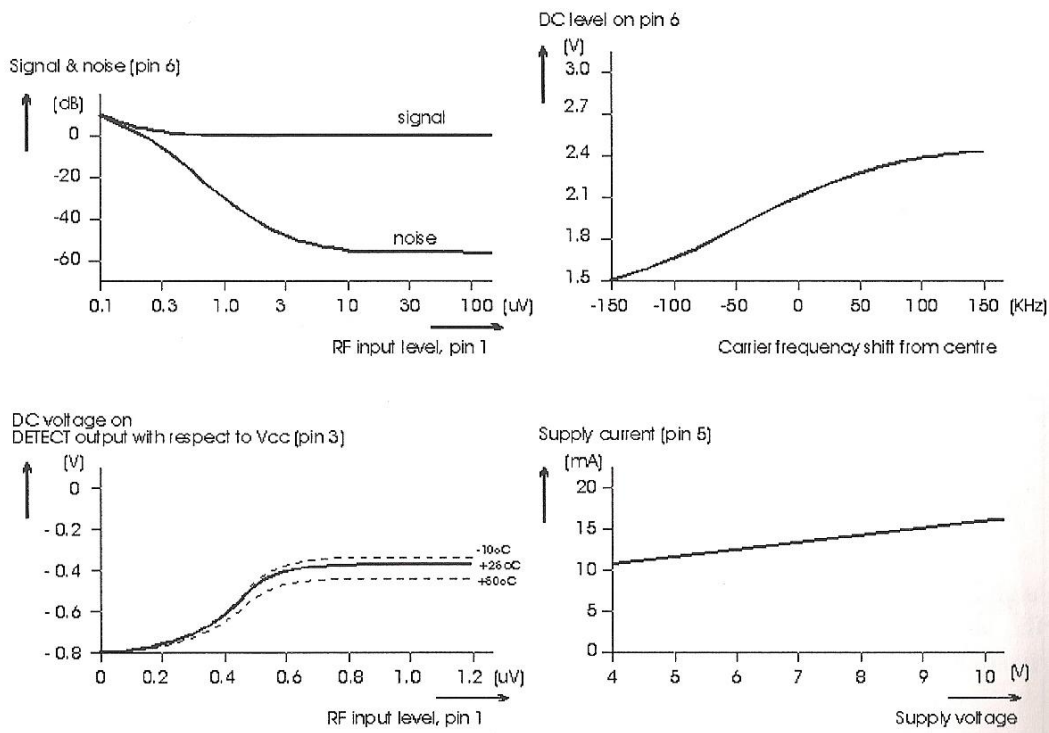 Signal & noise (pin 6)
(dB)
0
-20
-40
-60
signal
noise
0.1 0.3 1.0 3 10 30 100 (uV)
RF input level, pin 1
DC level on pin 6
(V)
3.0
2.7
2.4
2.1
1.8
1.5
-150 -100 -50 0 50 100 150 (KHz)
Carrier frequency shift from centre
DC voltage on
DETECT output with respect to Vcc (pin 3)
(V)
0
- 0.2
- 0.4
- 0.6
- 0.8
-10oC
+25oC
+60oC
0 0.2 0.4 0.6 0.8 1.0 1.2 (uV)
RF input level, pin 1
Supply current (pin 5)
(mA)
20
15
10
5
0
4 5 6 7 8 9 10 (V)
Supply voltage